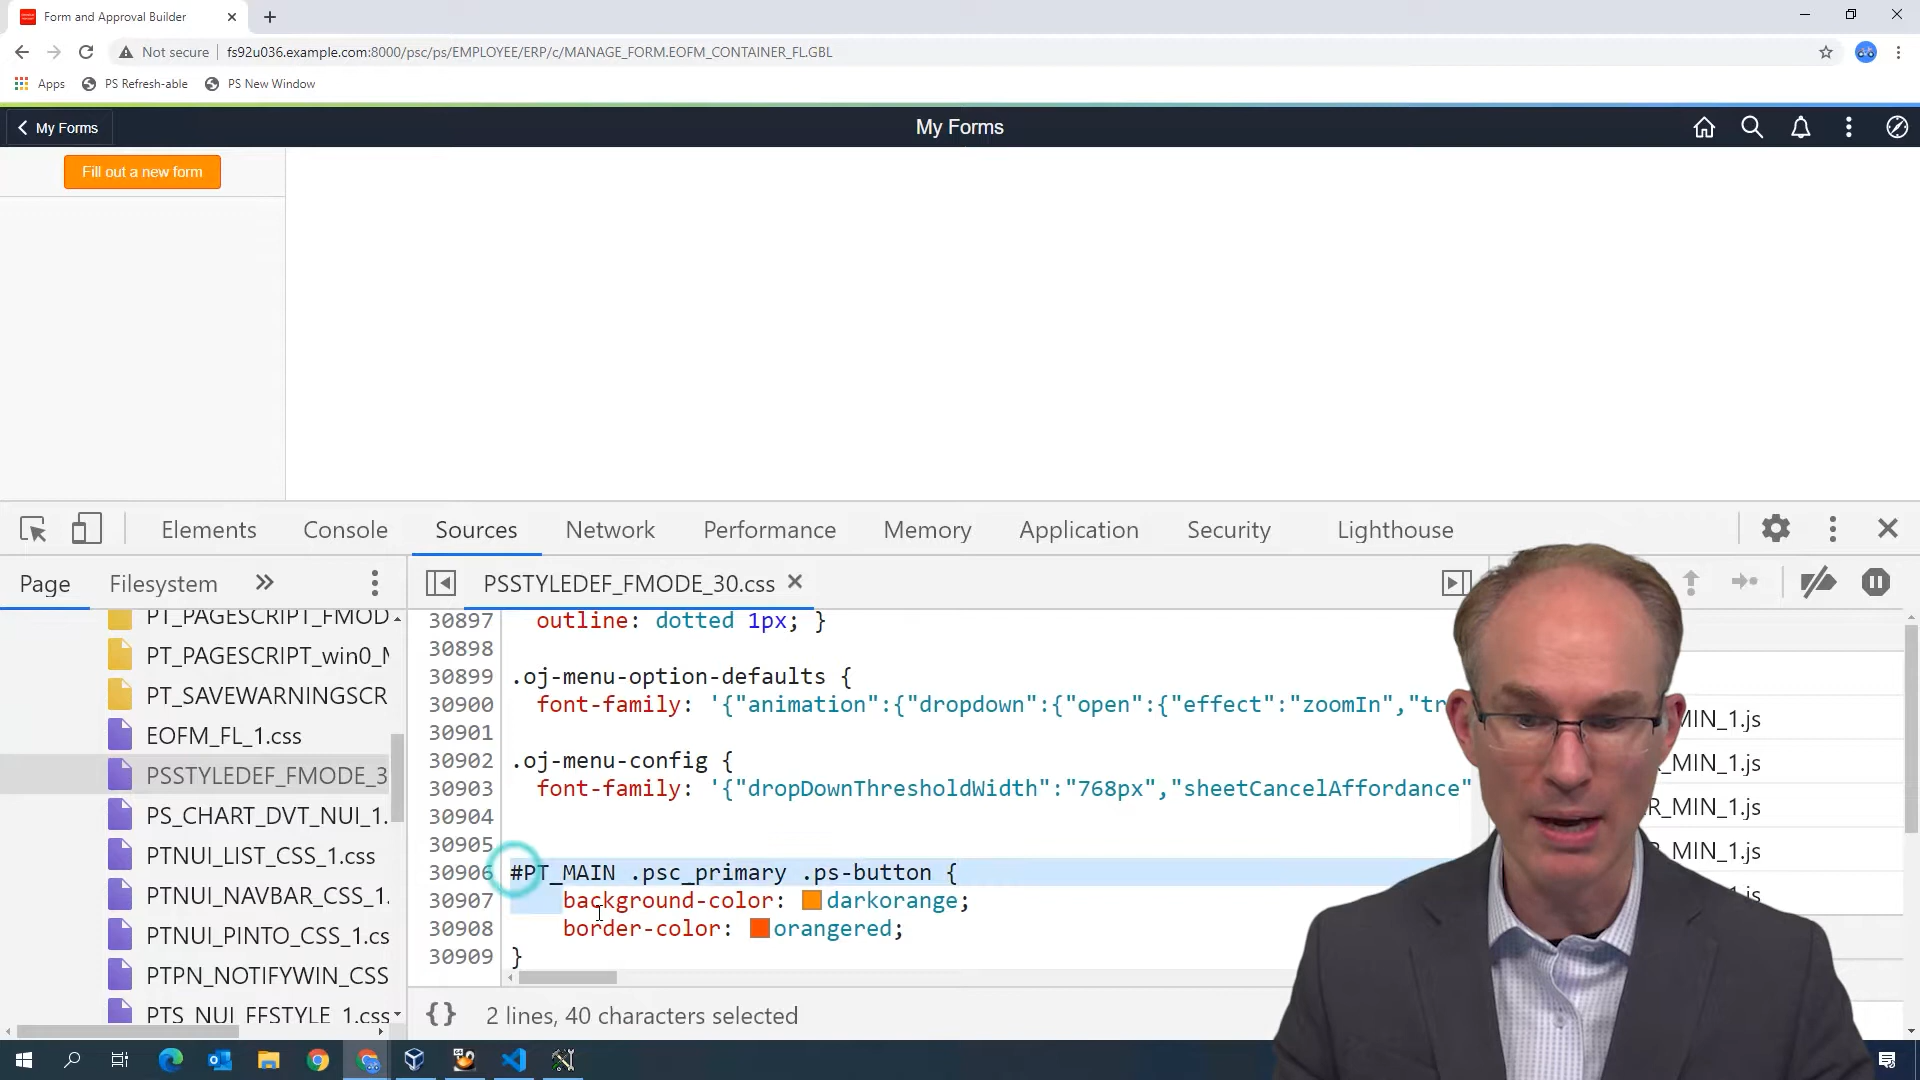 Form and Approval Builder
Not secure
fs92u036.example.com:8000/psc/ps/EMPLOYEE/ERP/c/MANAGE_FORM.EOFM_CONTAINER_FL.GBL
Apps PS Refresh-able PS New Window
My Forms
My Forms
Fill out a new form
Elements Console Sources Network Performance Memory Application Security Lighthouse
Page Filesystem
PSSTYLEDEF_FMODE_30.css
PT_PAGESCRIPT_FMOD
PT_PAGESCRIPT_win0_
PT_SAVEWARNINGSCR
EOFM_FL_1.css
PSSTYLEDEF_FMODE_3
PS_CHART_DVT_NUI_1.
PTNUI_LIST_CSS_1.css
PTNUI_NAVBAR_CSS_1.
PTNUI_PINTO_CSS_1.cs
PTPN_NOTIFYWIN_CSS
PTS_NUI_FFSTYLE_1.css
30897 outline: dotted 1px; }
30898
30899 .oj-menu-option-defaults {
30900 font-family: '{"animation":{"dropdown":{"open":{"effect":"zoomIn","tr
30901
30902 .oj-menu-config {
30903 font-family: '{"dropDownThresholdWidth":"768px","sheetCancelAffordance"
30904
30905
30906 #PT_MAIN .psc_primary .ps-button {
30907 background-color: darkorange;
30908 border-color: orangered;
30909 }
MIN_1.js
_MIN_1.js
R_MIN_1.js
R_MIN_1.js
_1.js
{} 2 lines, 40 characters selected